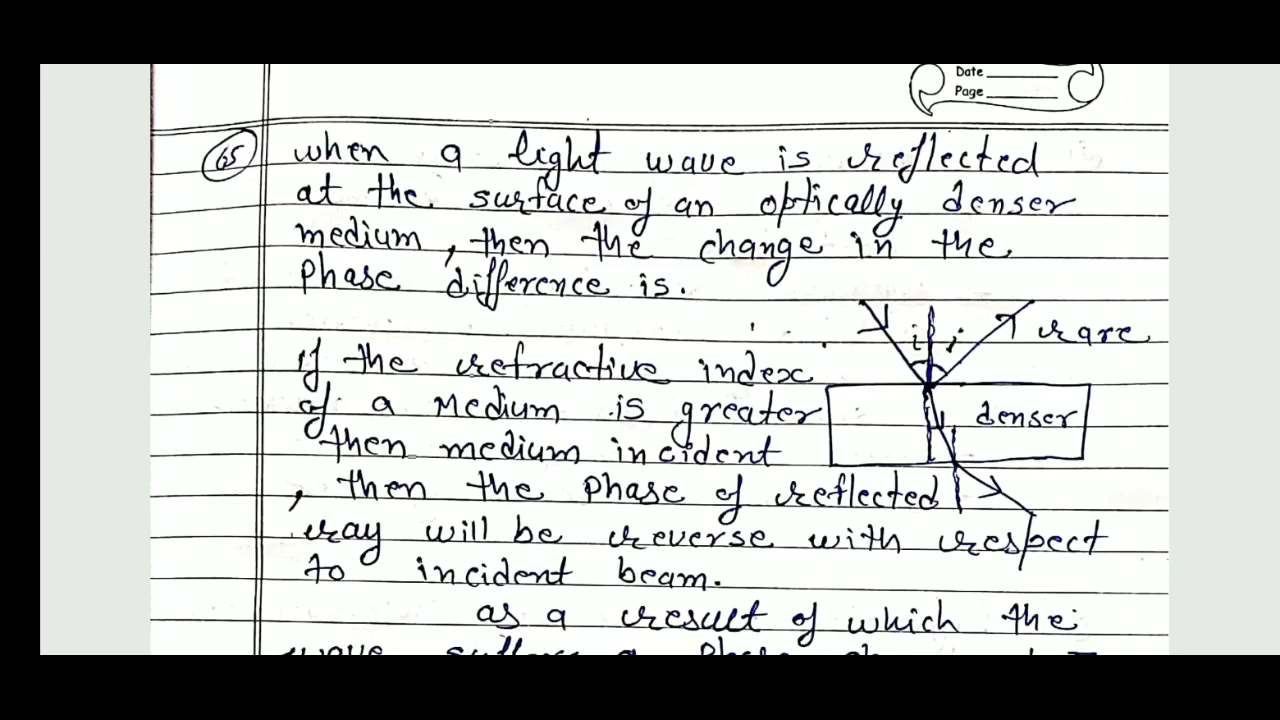 Date
Page
65
when a light wave is reflected
at the surface of an optically denser
medium, then the change in the
phase difference is.
i i rare
if the refractive index
of a medium is greater denser
then medium incident
, then the phase of reflected
ray will be reverse with respect
to incident beam.
as a result of which the
wave